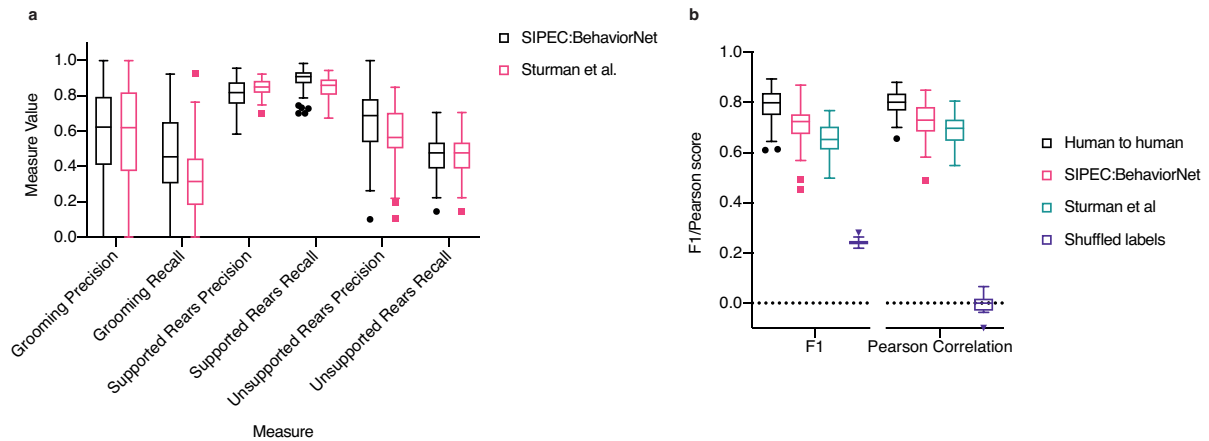 a
SIPEC:BehaviorNet
Sturman et al.
Measure Value
1.0
0.8
0.6
0.4
0.2
0.0
Grooming Precision
Grooming Recall
Supported Rears Precision
Supported Rears Recall
Unsupported Rears Precision
Unsupported Rears Recall
Measure
b
F1/Pearson score
1.0
0.8
0.6
0.4
0.2
0.0
F1
Pearson Correlation
Human to human
SIPEC:BehaviorNet
Sturman et al
Shuffled labels